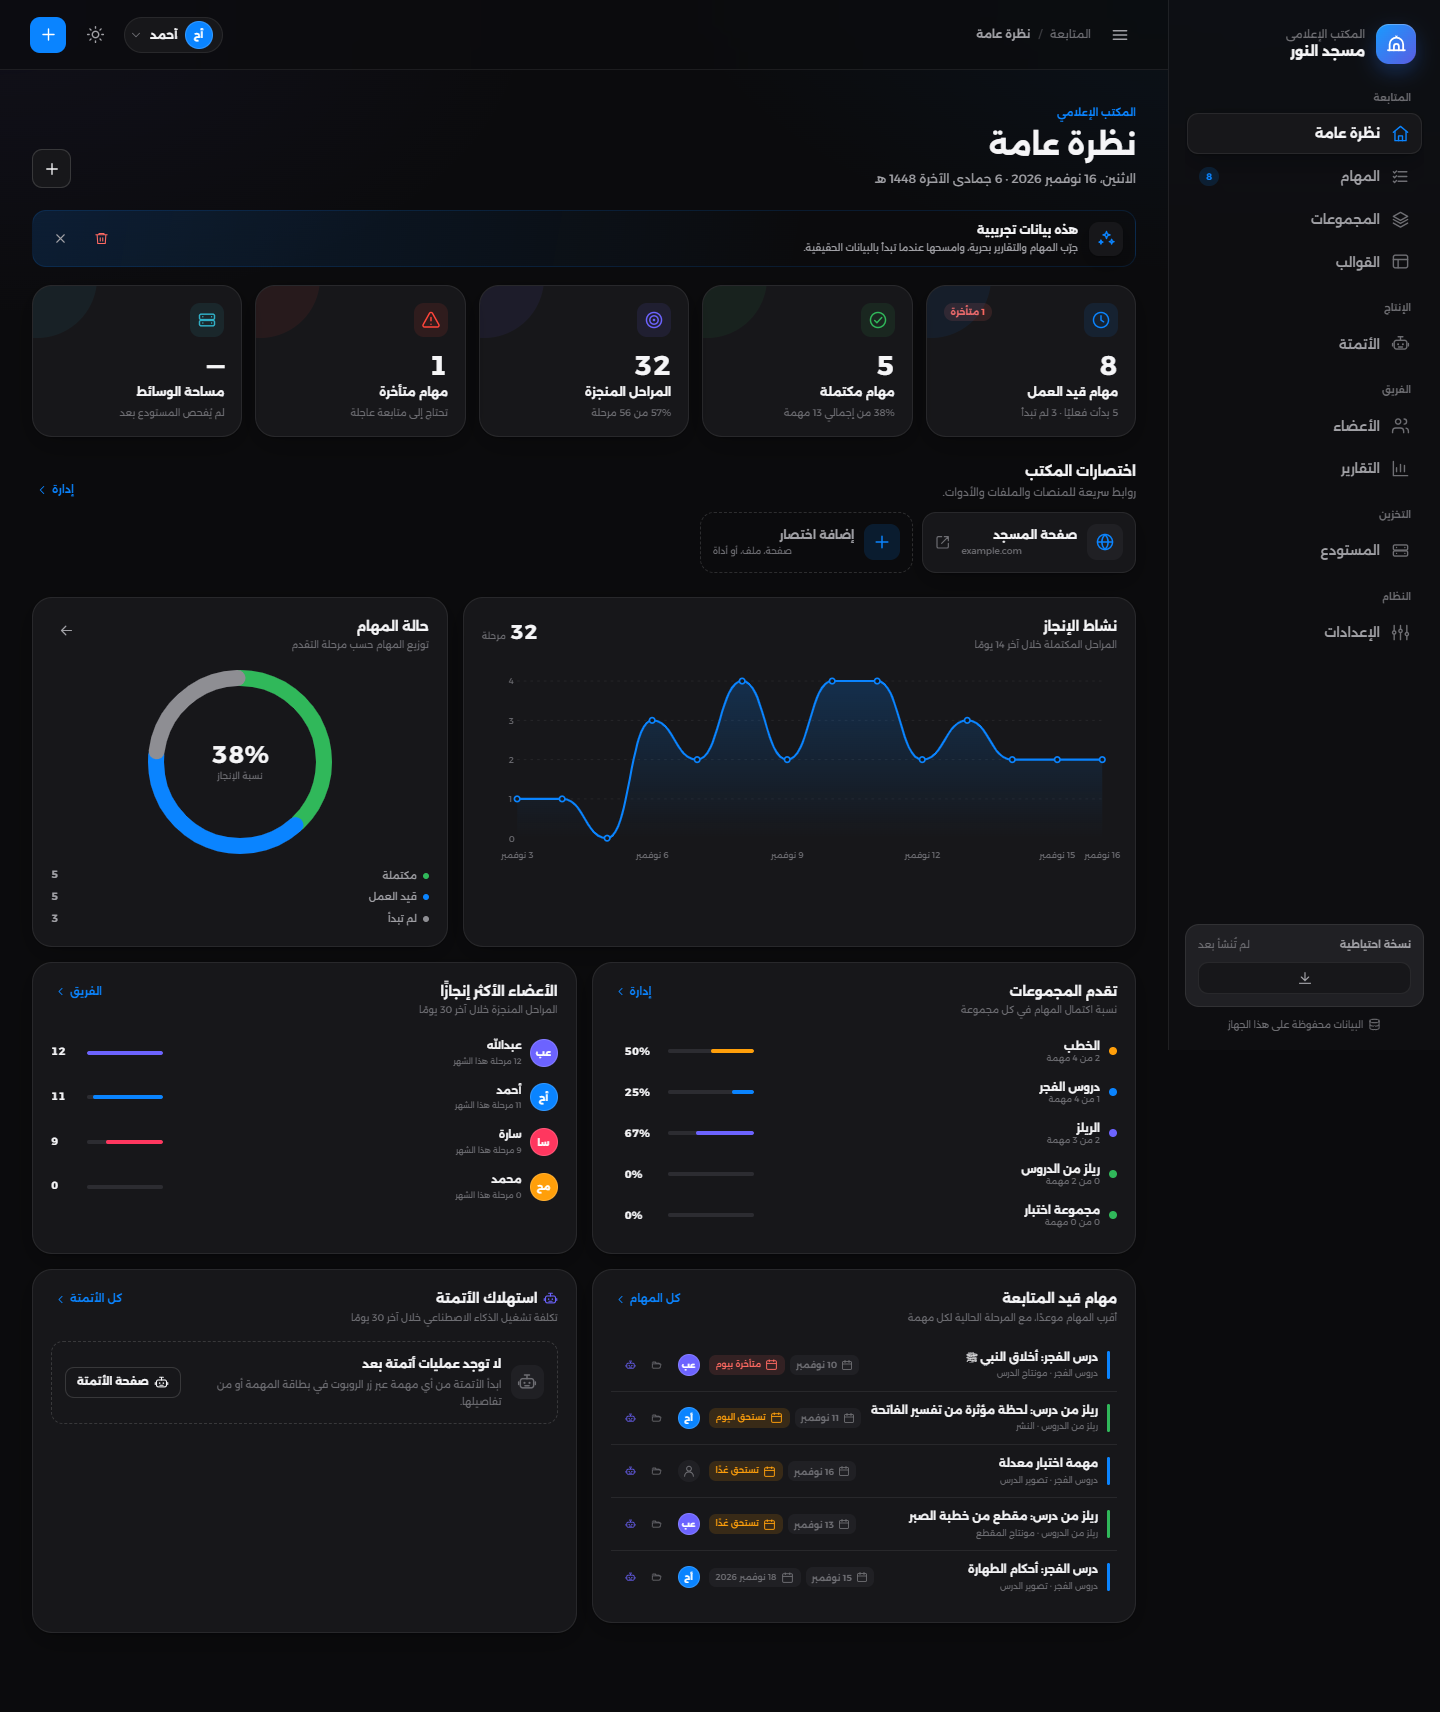 المكتب الإعلامي
مسجد النور
المتابعة
نظرة عامة
المهام
8
المجموعات
القوالب
الإنتاج
الأتمتة
الفريق
الأعضاء
التقارير
التخزين
المستودع
النظام
الإعدادات
نسخة احتياطية
لم تُنشأ بعد
البيانات محفوظة على هذا الجهاز
المتابعة / نظرة عامة
أح
أحمد
المكتب الإعلامي
نظرة عامة
الاثنين، 16 نوفمبر 2026 · 6 جمادى الآخرة 1448 هـ
هذه بيانات تجريبية
جرّب المهام والتقارير بحرية، وامسحها عندما تبدأ بالبيانات الحقيقية.
1 متأخرة
8
مهام قيد العمل
5 بدأت فعليًا · 3 لم تبدأ
5
مهام مكتملة
38% من إجمالي 13 مهمة
32
المراحل المنجزة
57% من 56 مرحلة
1
مهام متأخرة
تحتاج إلى متابعة عاجلة
—
مساحة الوسائط
لم يُفحص المستودع بعد
اختصارات المكتب
روابط سريعة للمنصات والملفات والأدوات.
إدارة
صفحة المسجد
example.com
إضافة اختصار
صفحة، ملف، أو أداة
نشاط الإنجاز
المراحل المكتملة خلال آخر 14 يومًا
32 مرحلة
4
3
2
1
0
3 نوفمبر
6 نوفمبر
9 نوفمبر
12 نوفمبر
15 نوفمبر
16 نوفمبر
حالة المهام
توزيع المهام حسب مرحلة التقدم
38%
نسبة الإنجاز
مكتملة 5
قيد العمل 5
لم تبدأ 3
تقدم المجموعات
نسبة اكتمال المهام في كل مجموعة
إدارة
الخطب
2 من 4 مهمة
50%
دروس الفجر
1 من 4 مهمة
25%
الريلز
2 من 3 مهمة
67%
ريلز من الدروس
0 من 2 مهمة
0%
مجموعة اختبار
0 من 0 مهمة
0%
الأعضاء الأكثر إنجازًا
المراحل المنجزة خلال آخر 30 يومًا
الفريق
عب
عبدالله
12 مرحلة هذا الشهر
12
أح
أحمد
11 مرحلة هذا الشهر
11
سا
سارة
9 مرحلة هذا الشهر
9
مح
محمد
0 مرحلة هذا الشهر
0
مهام قيد المتابعة
أقرب المهام موعدًا، مع المرحلة الحالية لكل مهمة
كل المهام
درس الفجر: أخلاق النبي ﷺ
دروس الفجر · مونتاج الدرس
10 نوفمبر
متأخرة بيوم
عب
ريلز من درس: لحظة مؤثرة من تفسير الفاتحة
ريلز من الدروس · النشر
11 نوفمبر
تستحق اليوم
أح
مهمة اختبار معدلة
دروس الفجر · تصوير الدرس
16 نوفمبر
تستحق غدًا
ريلز من درس: مقطع من خطبة الصبر
ريلز من الدروس · مونتاج المقطع
13 نوفمبر
تستحق غدًا
عب
درس الفجر: أحكام الطهارة
دروس الفجر · تصوير الدرس
15 نوفمبر
18 نوفمبر 2026
أح
استهلاك الأتمتة
تكلفة تشغيل الذكاء الاصطناعي خلال آخر 30 يومًا
كل الأتمتة
لا توجد عمليات أتمتة بعد
ابدأ الأتمتة من أي مهمة عبر زر الروبوت في بطاقة المهمة أو من
تفاصيلها.
صفحة الأتمتة